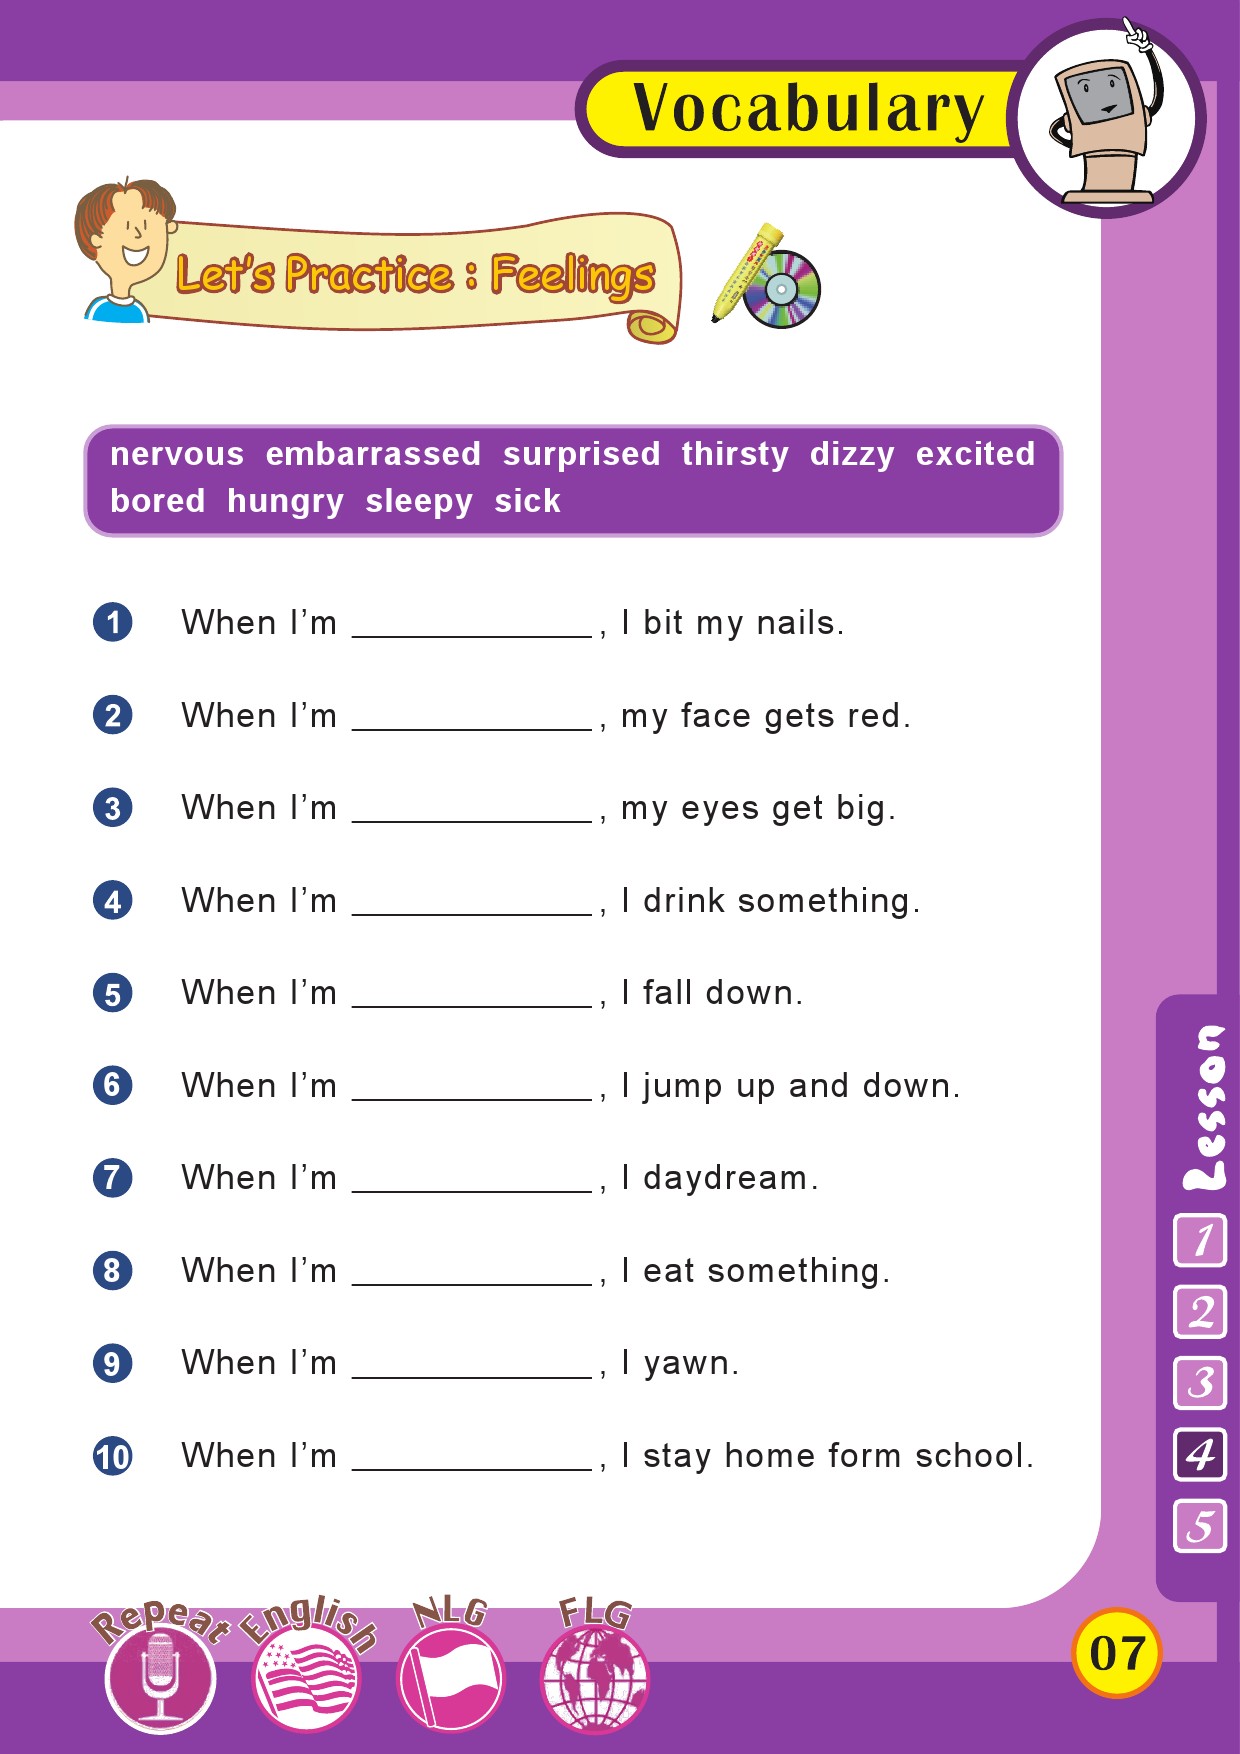 Vocabulary
Let's Practice : Feelings
nervous embarrassed surprised thirsty dizzy excited
bored hungry sleepy sick
1 When I'm ____________, I bit my nails.
2 When I'm ____________, my face gets red.
3 When I'm ____________, my eyes get big.
4 When I'm ____________, I drink something.
5 When I'm ____________, I fall down.
6 When I'm ____________, I jump up and down.
7 When I'm ____________, I daydream.
8 When I'm ____________, I eat something.
9 When I'm ____________, I yawn.
10 When I'm ____________, I stay home form school.
Lesson
1
2
3
4
5
Repeat English NLG FLG
07